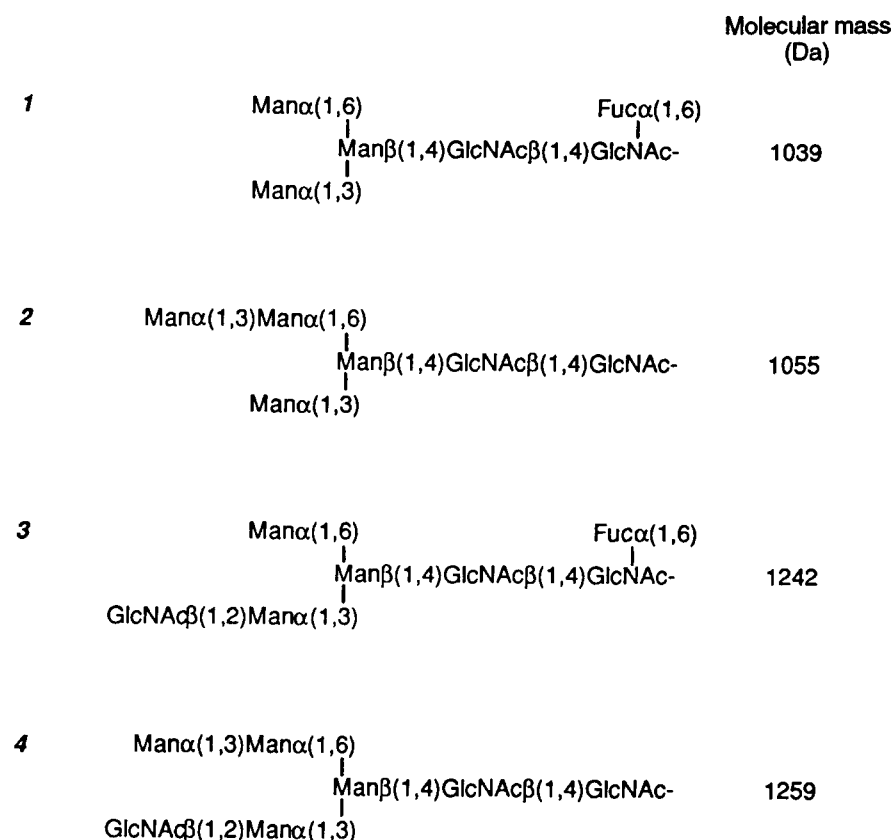 Molecular mass
(Da)
1
Manα(1,6) Fucα(1,6)
Manβ(1,4)GlcNAcβ(1,4)GlcNAc- 1039
Manα(1,3)
2
Manα(1,3)Manα(1,6)
Manβ(1,4)GlcNAcβ(1,4)GlcNAc- 1055
Manα(1,3)
3
Manα(1,6) Fucα(1,6)
Manβ(1,4)GlcNAcβ(1,4)GlcNAc- 1242
GlcNAcβ(1,2)Manα(1,3)
4
Manα(1,3)Manα(1,6)
Manβ(1,4)GlcNAcβ(1,4)GlcNAc- 1259
GlcNAcβ(1,2)Manα(1,3)